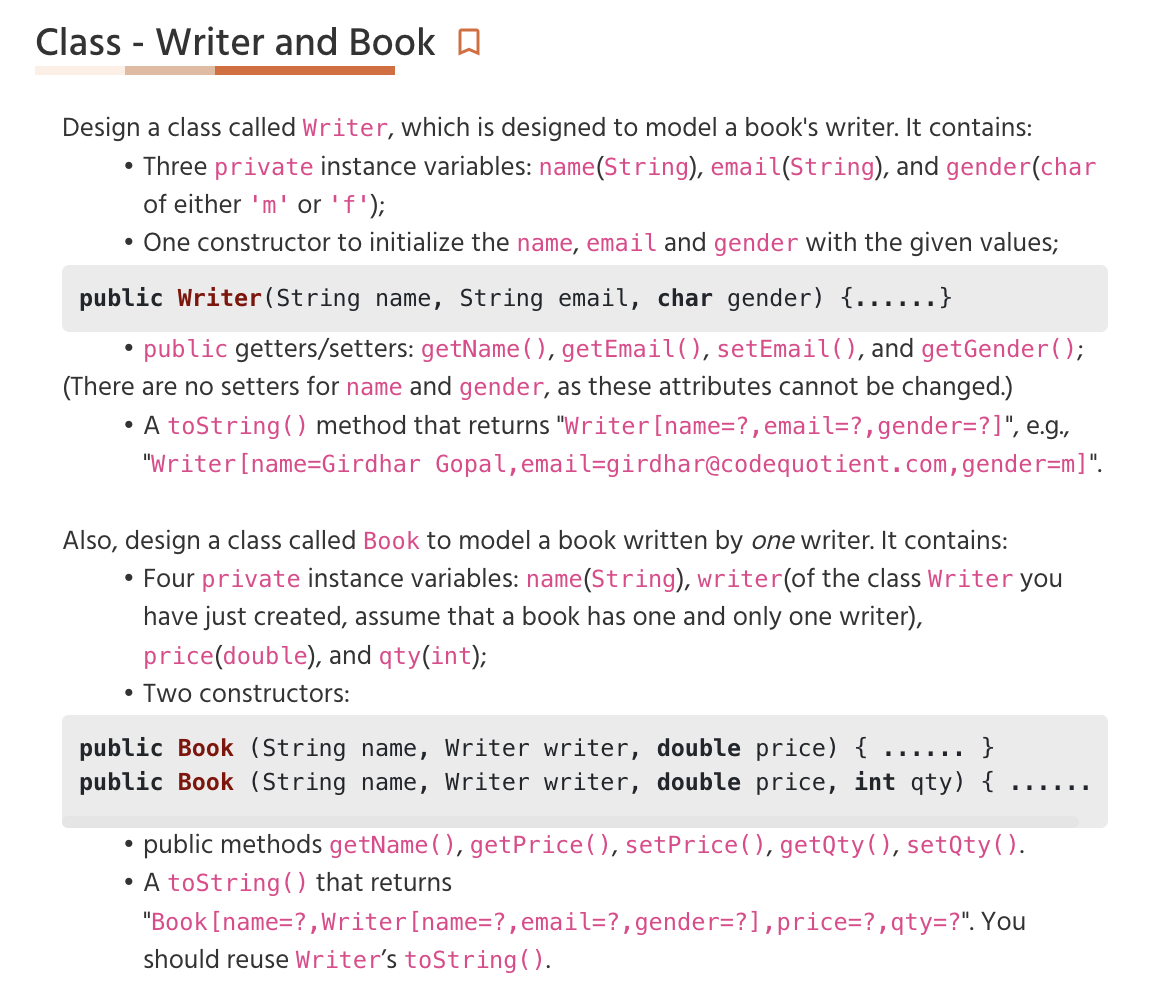 Class - Writer and Book
Design a class called Writer, which is designed to model a book's writer. It contains:
• Three private instance variables: name(String), email(String), and gender(char
of either 'm' or 'f');
• One constructor to initialize the name, email and gender with the given values;
public Writer(String name, String email, char gender) {......}
• public getters/setters: getName(), getEmail(), setEmail(), and getGender();
(There are no setters for name and gender, as these attributes cannot be changed.)
• A toString() method that returns "Writer[name=?,email=?,gender=?]", e.g.,
"Writer[name=Girdhar Gopal,email=girdhar@codequotient.com,gender=m]".
Also, design a class called Book to model a book written by one writer. It contains:
• Four private instance variables: name(String), writer(of the class Writer you
have just created, assume that a book has one and only one writer),
price(double), and qty(int);
• Two constructors:
public Book (String name, Writer writer, double price) { ...... }
public Book (String name, Writer writer, double price, int qty) { ......
• public methods getName(), getPrice(), setPrice(), getQty(), setQty().
• A toString() that returns
"Book[name=?,Writer[name=?,email=?,gender=?],price=?,qty=?". You
should reuse Writer’s toString().